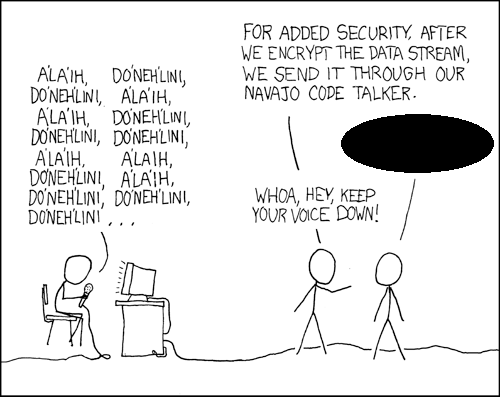 A'LA'IH, DO'NEH'LINI,
DO'NEH'LINI, A'LA'IH,
A'LA'IH, DO'NEH'LINI,
DO'NEH'LINI, DO'NEH'LINI,
A'LA'IH, A'LAIH,
DO'NEH'LINI, A'LA'IH,
DO'NEH'LINI, DO'NEH'LINI,
DO'NEH'LINI ...
FOR ADDED SECURITY, AFTER
WE ENCRYPT THE DATA STREAM,
WE SEND IT THROUGH OUR
NAVAJO CODE TALKER.
WHOA, HEY, KEEP
YOUR VOICE DOWN!